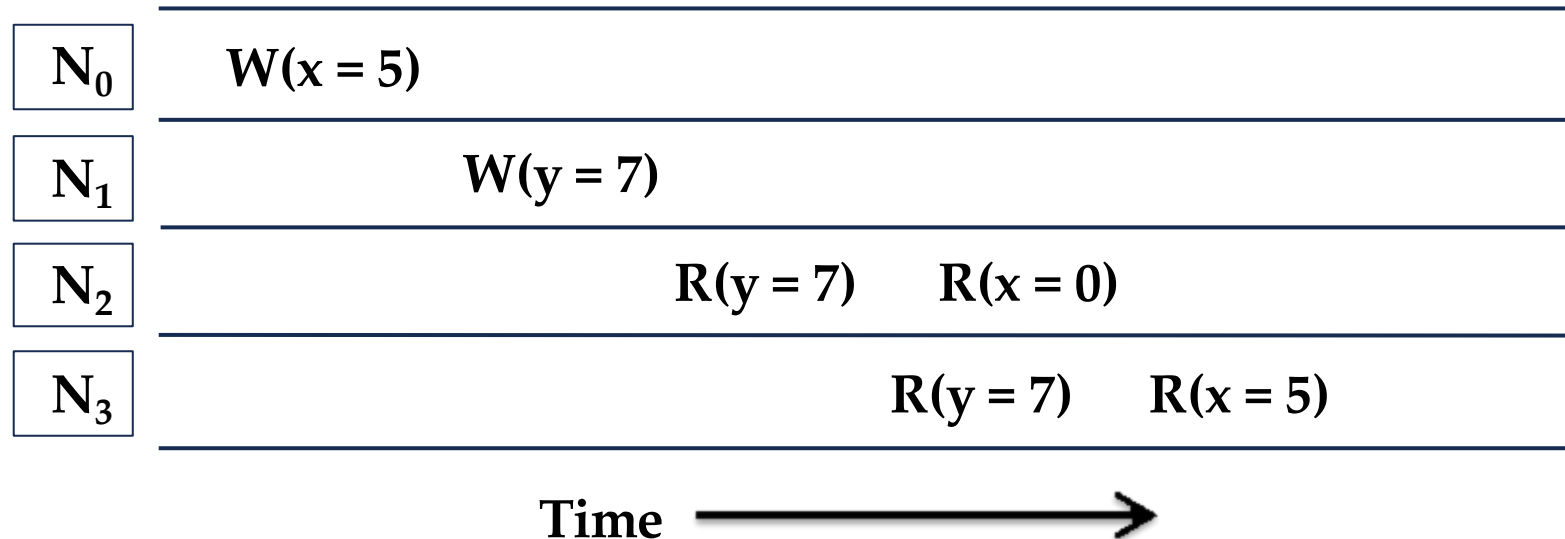 N₀ W(x = 5)
N₁ W(y = 7)
N₂ R(y = 7) R(x = 0)
N₃ R(y = 7) R(x = 5)
Time